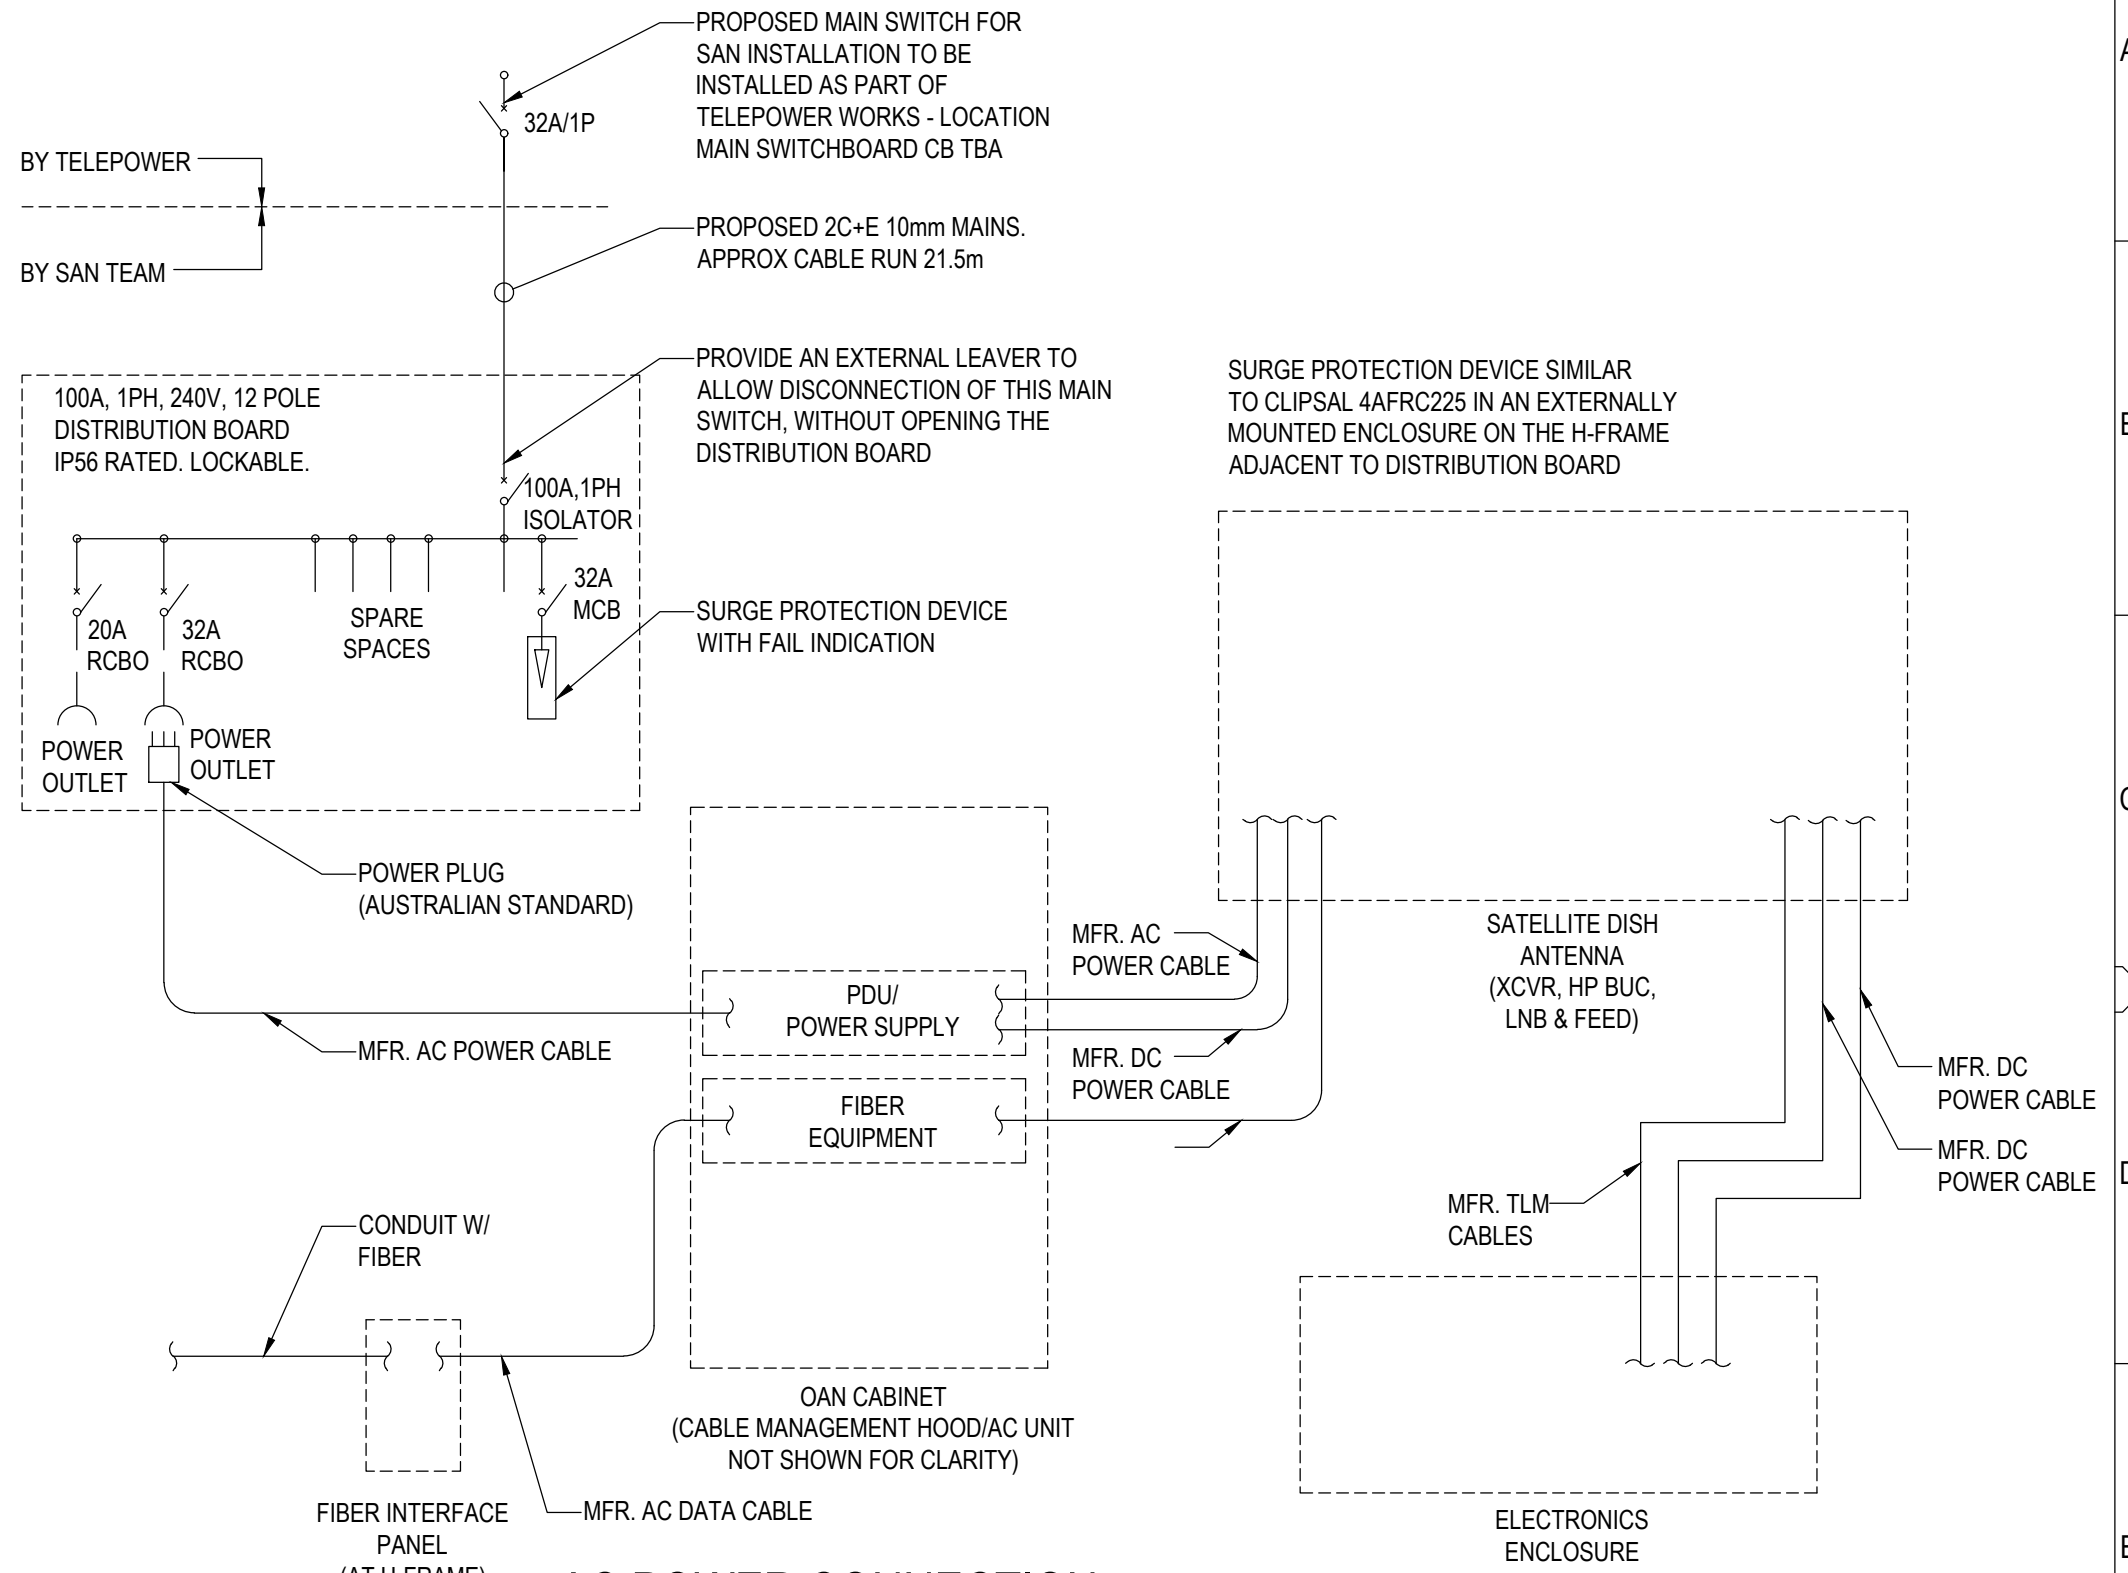 PROPOSED MAIN SWITCH FOR
SAN INSTALLATION TO BE
INSTALLED AS PART OF
TELEPOWER WORKS - LOCATION
MAIN SWITCHBOARD CB TBA
32A/1P
BY TELEPOWER
BY SAN TEAM
PROPOSED 2C+E 10mm MAINS.
APPROX CABLE RUN 21.5m
PROVIDE AN EXTERNAL LEAVER TO
ALLOW DISCONNECTION OF THIS MAIN
SWITCH, WITHOUT OPENING THE
DISTRIBUTION BOARD
SURGE PROTECTION DEVICE SIMILAR
TO CLIPSAL 4AFRC225 IN AN EXTERNALLY
MOUNTED ENCLOSURE ON THE H-FRAME
ADJACENT TO DISTRIBUTION BOARD
100A, 1PH, 240V, 12 POLE
DISTRIBUTION BOARD
IP56 RATED. LOCKABLE.
100A,1PH
ISOLATOR
32A
MCB
20A
RCBO
32A
RCBO
SPARE
SPACES
SURGE PROTECTION DEVICE
WITH FAIL INDICATION
POWER
OUTLET
POWER
OUTLET
POWER PLUG
(AUSTRALIAN STANDARD)
MFR. AC POWER CABLE
PDU/
POWER SUPPLY
FIBER
EQUIPMENT
MFR. AC
POWER CABLE
MFR. DC
POWER CABLE
SATELLITE DISH
ANTENNA
(XCVR, HP BUC,
LNB & FEED)
MFR. DC
POWER CABLE
MFR. DC
POWER CABLE
MFR. TLM
CABLES
CONDUIT W/
FIBER
OAN CABINET
(CABLE MANAGEMENT HOOD/AC UNIT
NOT SHOWN FOR CLARITY)
MFR. AC DATA CABLE
FIBER INTERFACE
PANEL
(AT H-FRAME)
ELECTRONICS
ENCLOSURE
AC POWER CONNECTION